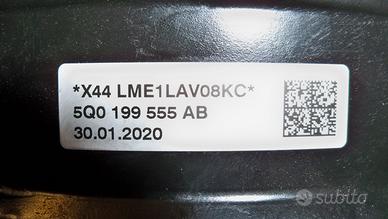 *X44 LME1LAV08KC*
5Q0 199 555 AB
30.01.2020
subito